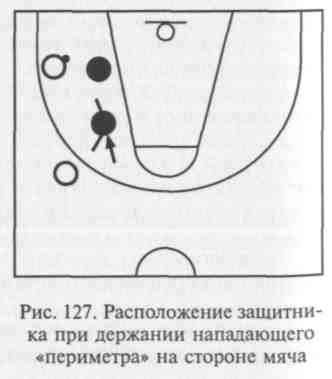 Рис. 127. Расположение защитни-
ка при держании нападающего
«периметра» на стороне мяча